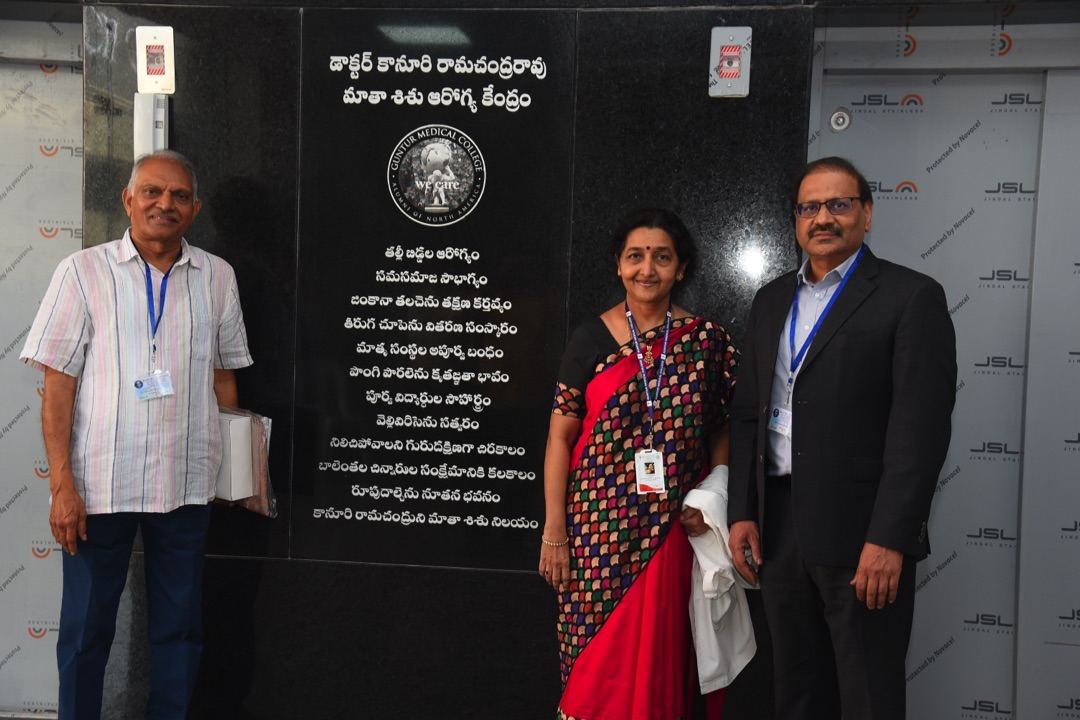 డాక్టర్ కానూరి రామచంద్రరావు
మాతా శిశు ఆరోగ్య కేంద్రం
GUNTUR MEDICAL COLLEGE
we care
ALUMNI OF NORTH AMERICA
తల్లీ బిడ్డల ఆరోగ్యం
సమసమాజ సౌభాగ్యం
జింకానా తలచెను తక్షణ కర్తవ్యం
తిరుగ చూపెను వితరణ సంస్కారం
మాతృ సంస్థల అపూర్వ బంధం
పొంగి పొరలెను కృతజ్ఞతా భావం
పూర్వ విద్యార్థుల సౌహార్ద్రం
వెల్లివిరిసెను సత్వరం
నిలిచిపోవాలని గురుదక్షిణగా చిరకాలం
బాలెంతల చిన్నారుల సంక్షేమానికి కలకాలం
రూపుదాల్చెను నూతన భవనం
కానూరి రామచంద్రుని మాతా శిశు నిలయం
JSL
JINDAL STAINLESS
Protected by Novacel